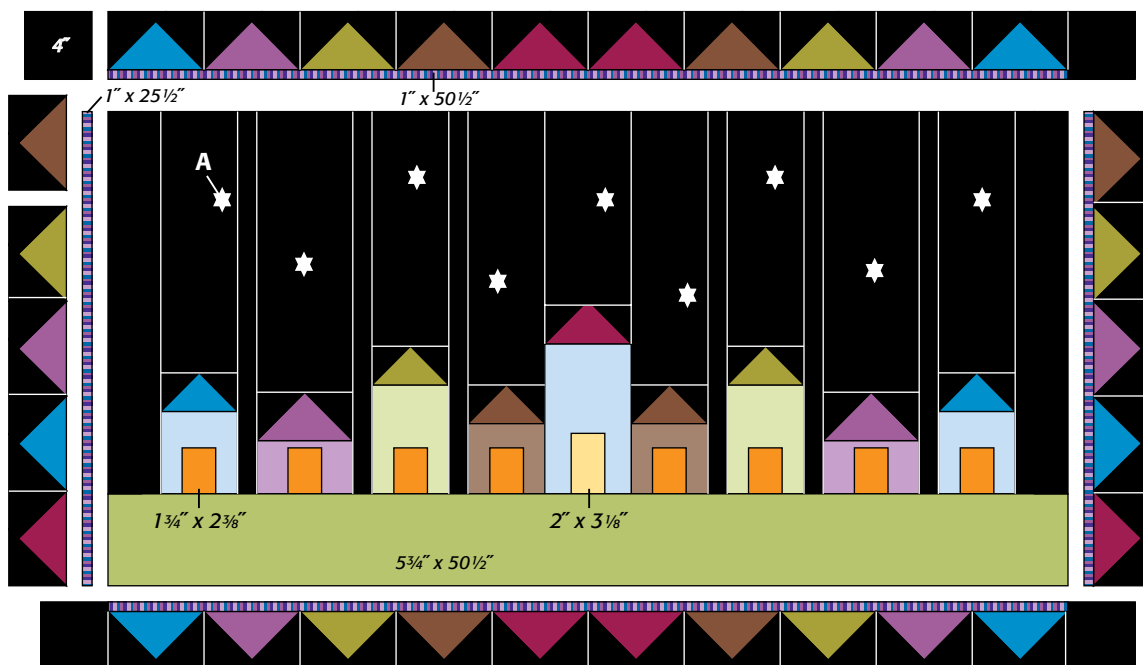 4″
1″ x 25½″
1″ x 50½″
A
1¾″ x 2⅜″
2″ x 3⅛″
5¾″ x 50½″